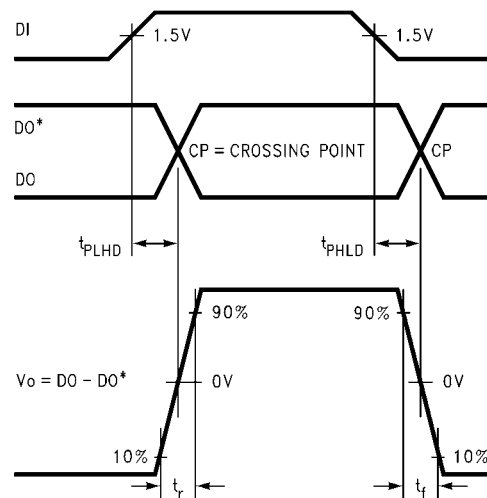 DI
1.5V
1.5V
DO*
CP = CROSSING POINT
CP
DO
tPLHD
tPHLD
90%
90%
Vo = DO – DO*
0V
0V
10%
10%
tr
tf